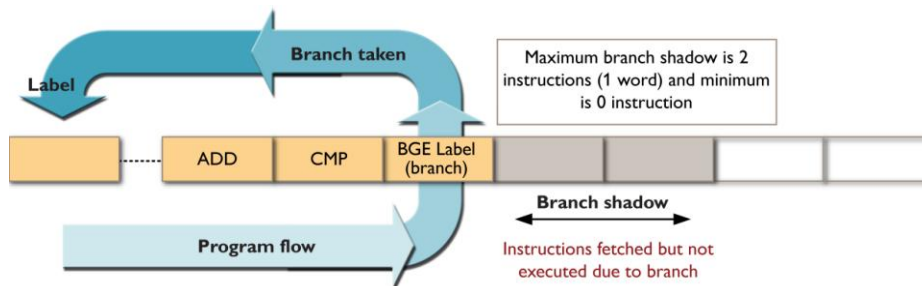 Branch taken
Maximum branch shadow is 2
instructions (1 word) and minimum
is 0 instruction
Label
ADD
CMP
BGE Label
(branch)
Branch shadow
Program flow
Instructions fetched but not
executed due to branch